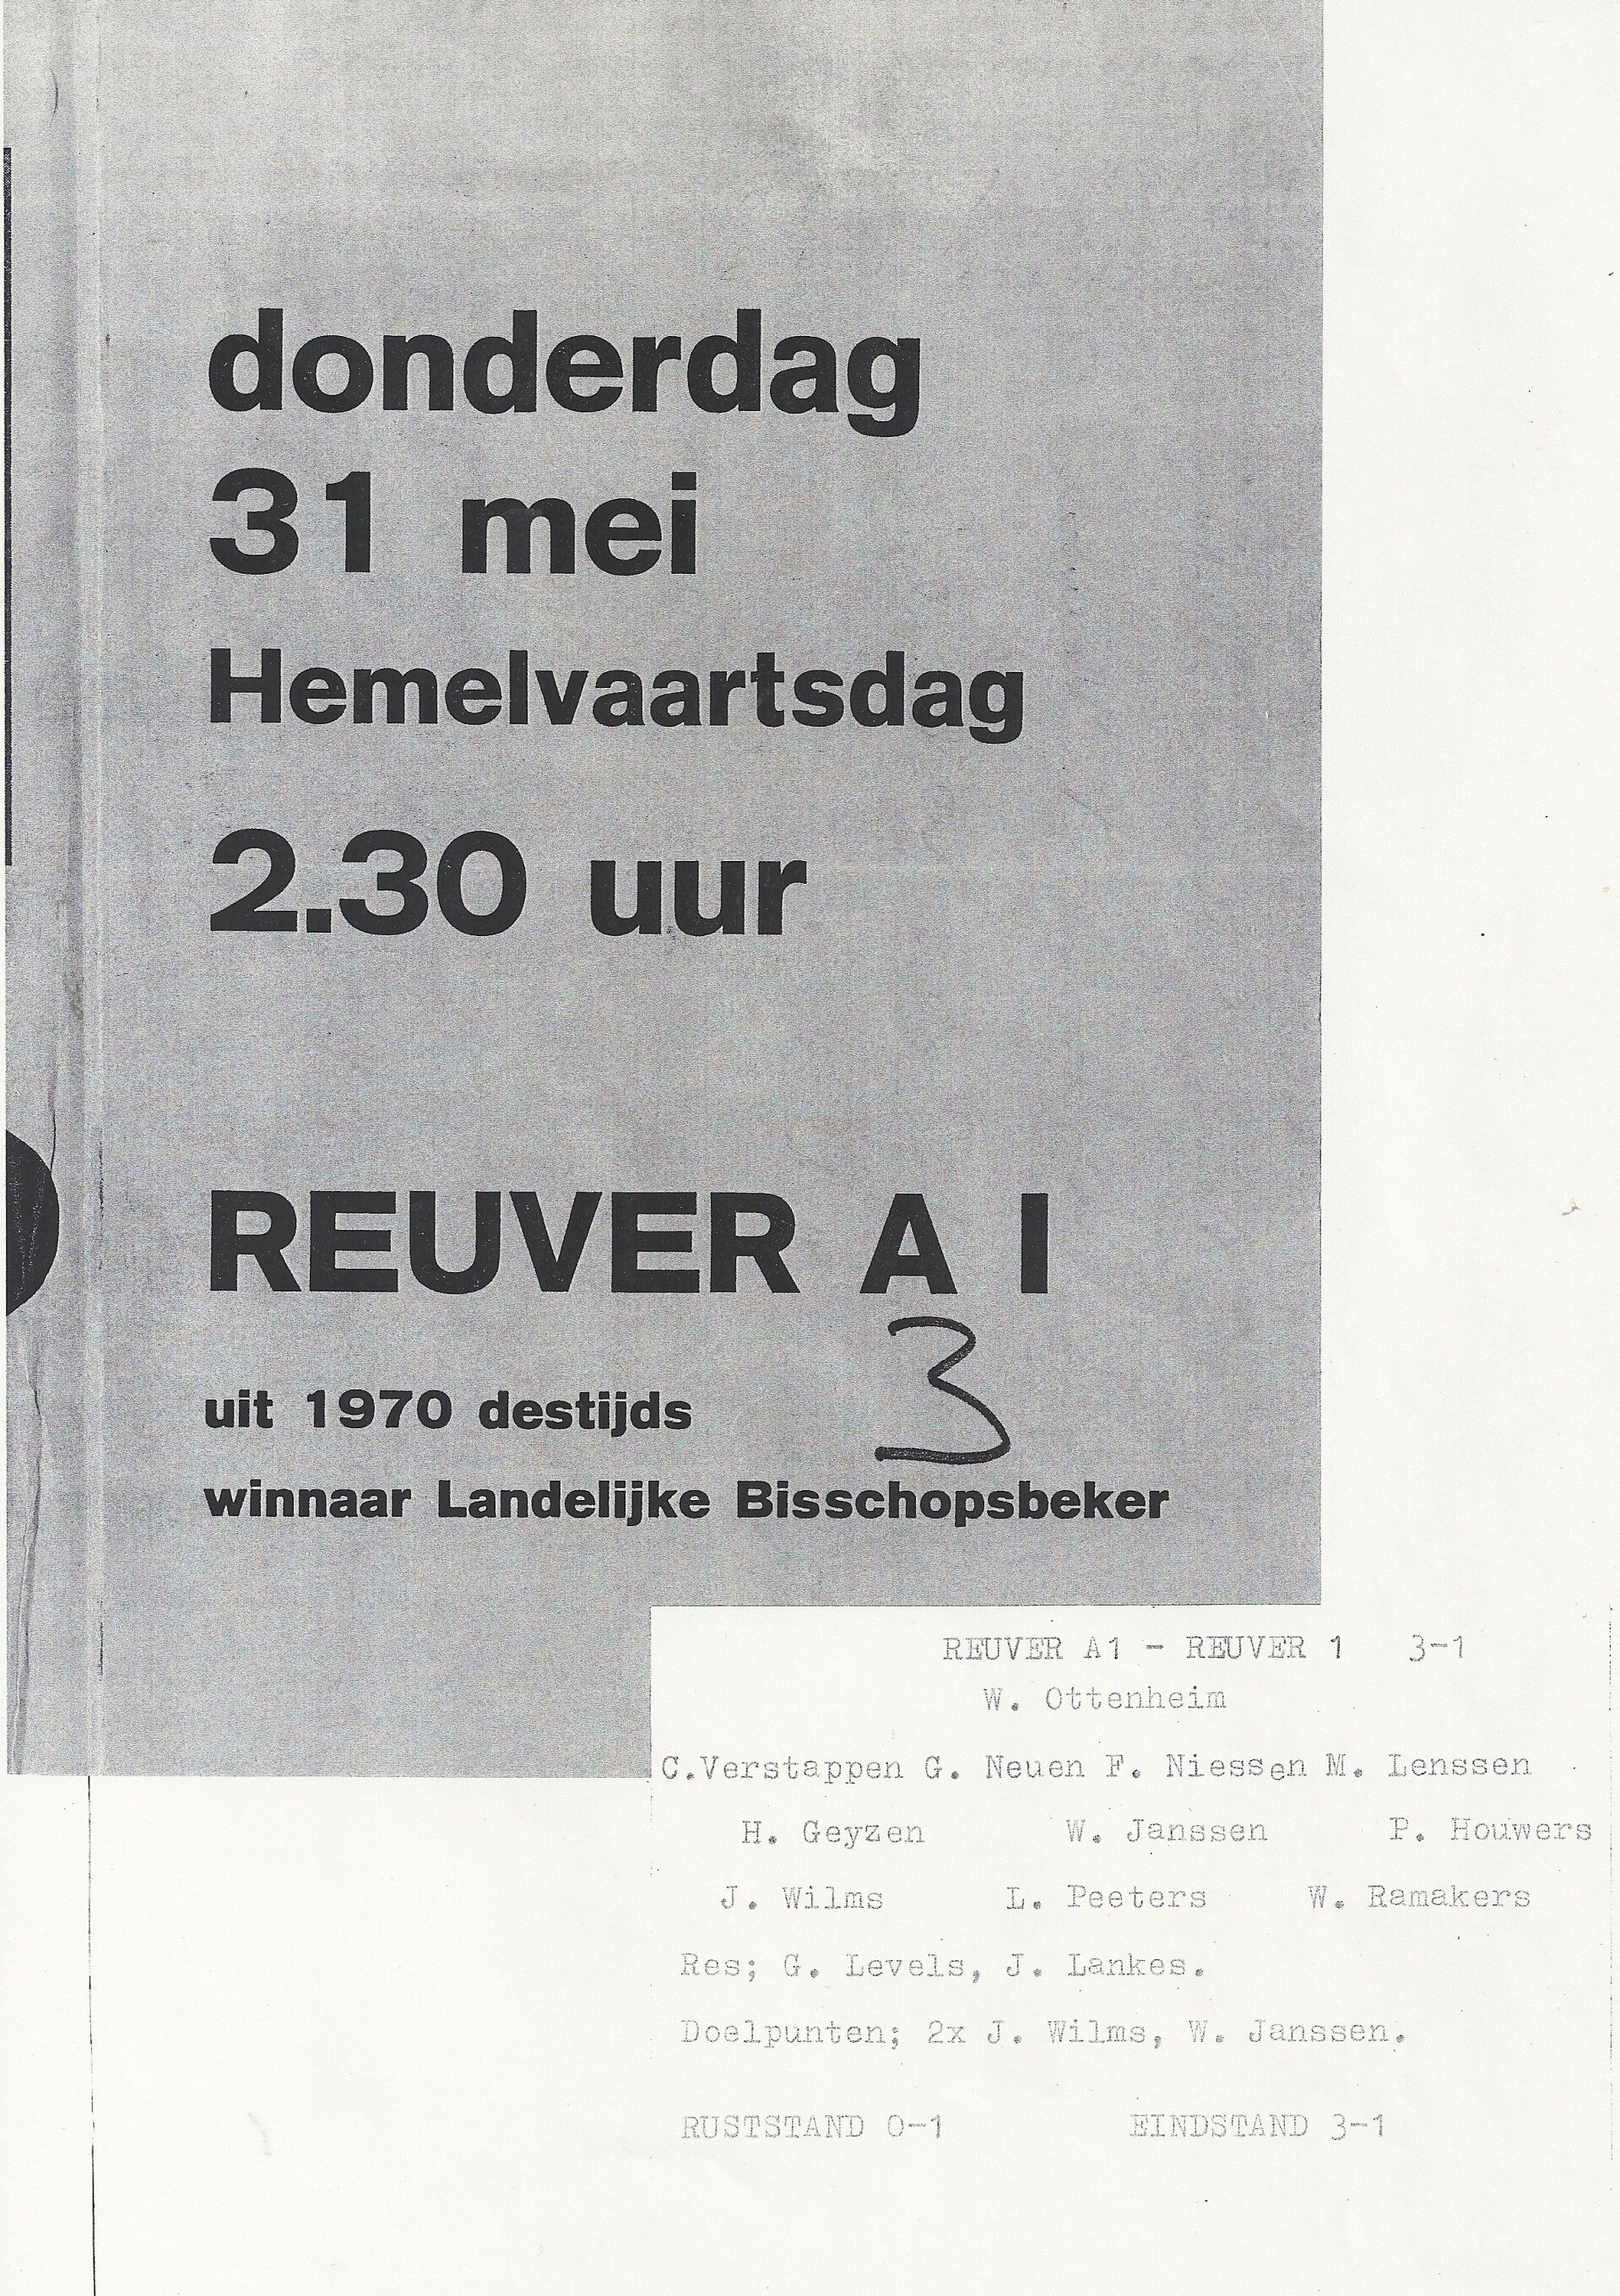 donderdag
31 mei
Hemelvaartsdag
2.30 uur
REUVER A I
3
uit 1970 destijds
winnaar Landelijke Bisschopsbeker
REUVER A1 - REUVER 1 3-1
W. Ottenheim
C.Verstappen G. Neuen F. Niessen M. Lenssen
H. Geyzen W. Janssen P. Houwers
J. Wilms L. Peeters W. Ramakers
Res; G. Levels, J. Lankes.
Doelpunten; 2x J. Wilms, W. Janssen.
RUSTSTAND 0-1 EINDSTAND 3-1